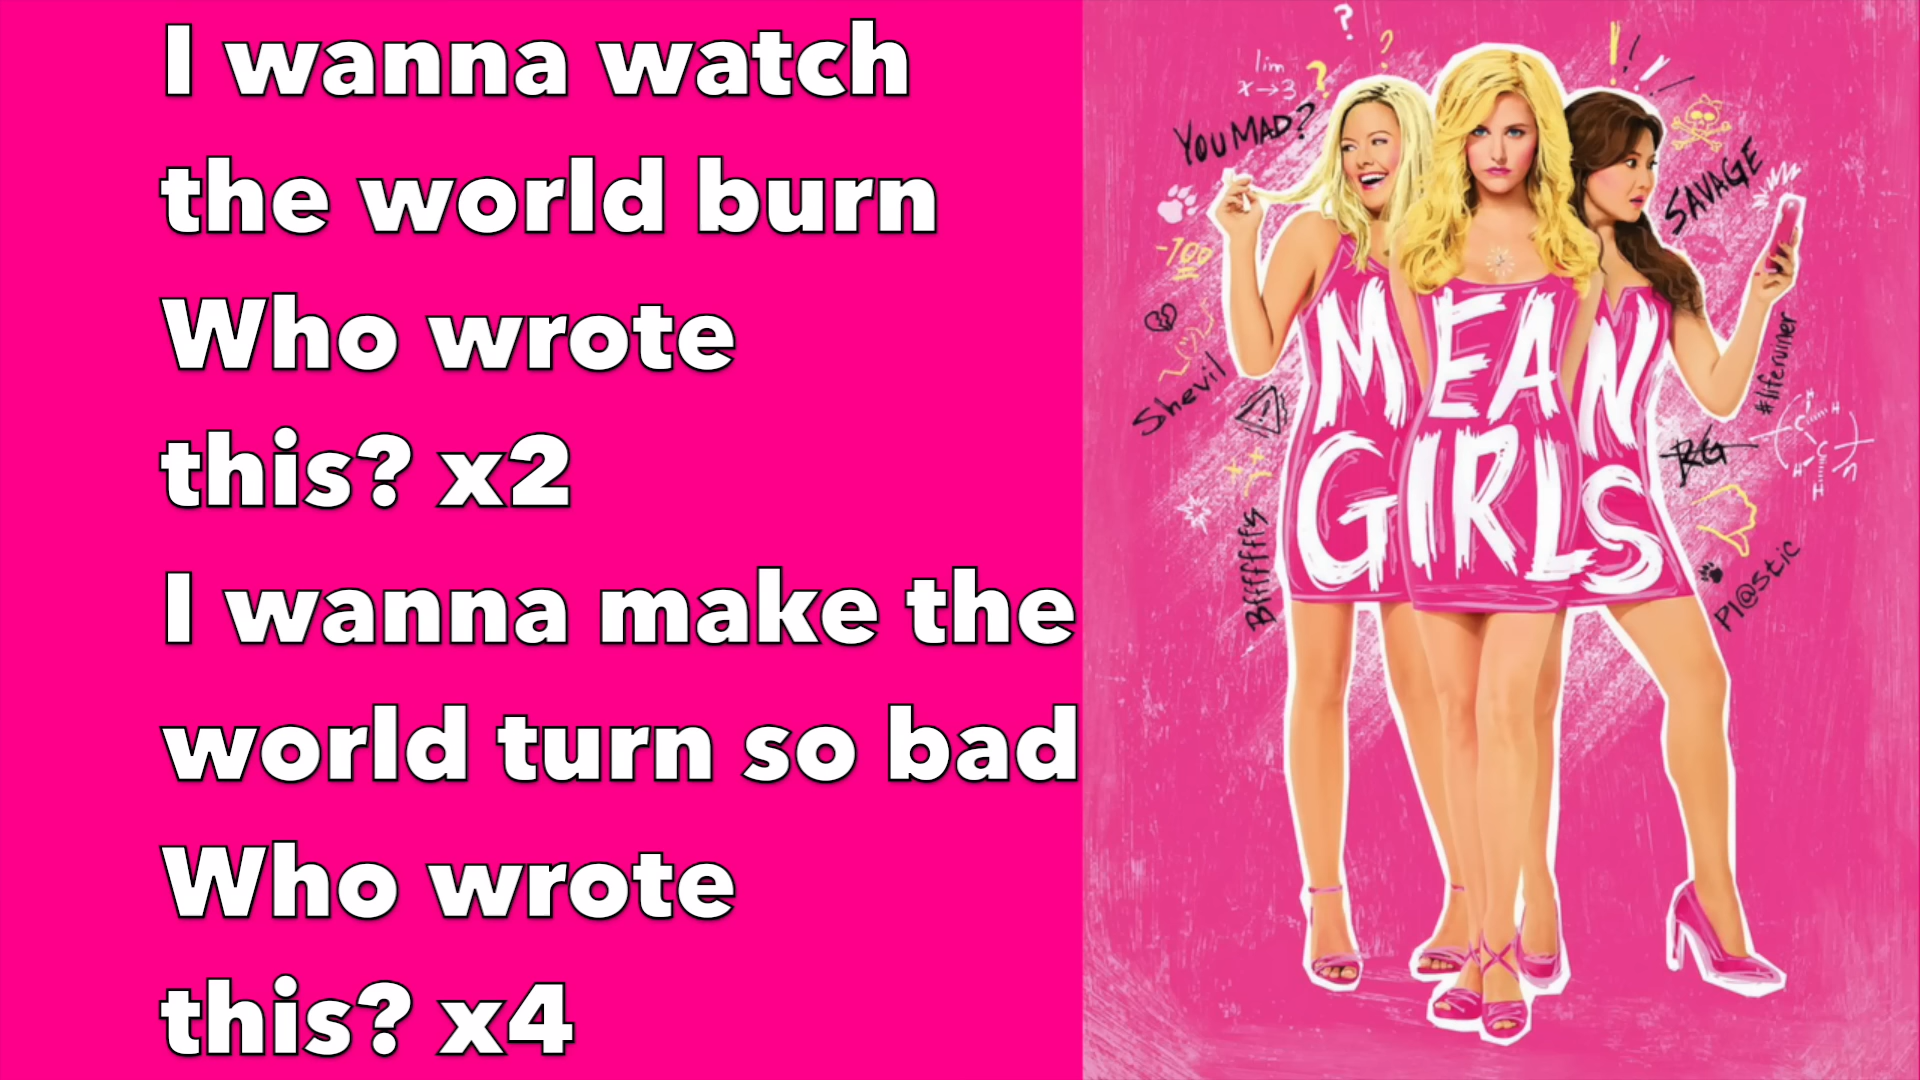 I wanna watch
the world burn
Who wrote
this? x2
I wanna make the
world turn so bad
Who wrote
this? x4
?
?
?
lim
x→3
YOU MAD?
! !
SAVAGE
-100
Shevil
#liferuiner
RG
Bffffffs
Pl@stic
MEAN
GIRLS